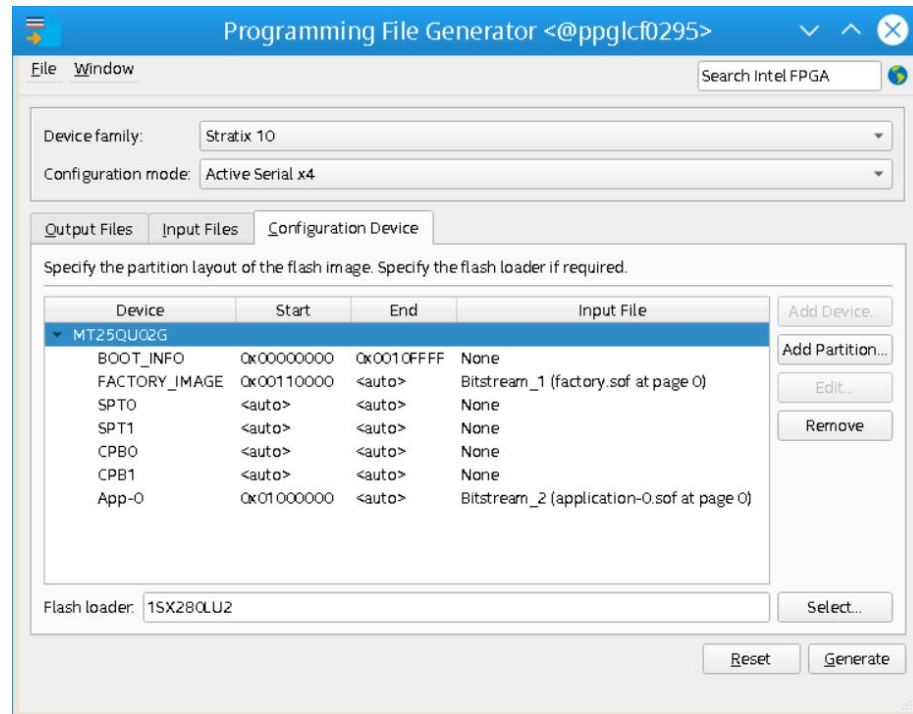 Programming File Generator <@ppglcf0295>
File Window
Search Intel FPGA
Device family: Stratix 10
Configuration mode: Active Serial x4
Output Files Input Files Configuration Device
Specify the partition layout of the flash image. Specify the flash loader if required.
Device Start End Input File
Add Device...
MT25QU02G
BOOT_INFO 0x00000000 0x0010FFFF None
Add Partition...
FACTORY_IMAGE 0x00110000 <auto> Bitstream_1 (factory.sof at page 0)
Edit...
SPT0 <auto> <auto> None
SPT1 <auto> <auto> None
Remove
CPB0 <auto> <auto> None
CPB1 <auto> <auto> None
App-0 0x01000000 <auto> Bitstream_2 (application-0.sof at page 0)
Flash loader: 1SX280LU2 Select...
Reset Generate